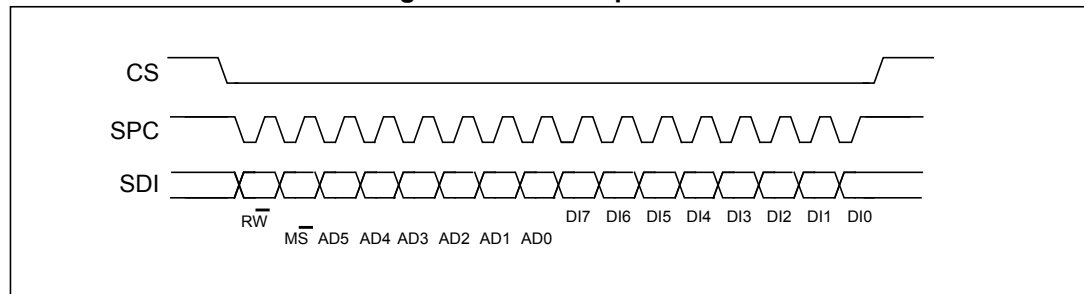 CS
SPC
SDI
RW̅
DI7 DI6 DI5 DI4 DI3 DI2 DI1 DI0
MS̅ AD5 AD4 AD3 AD2 AD1 AD0